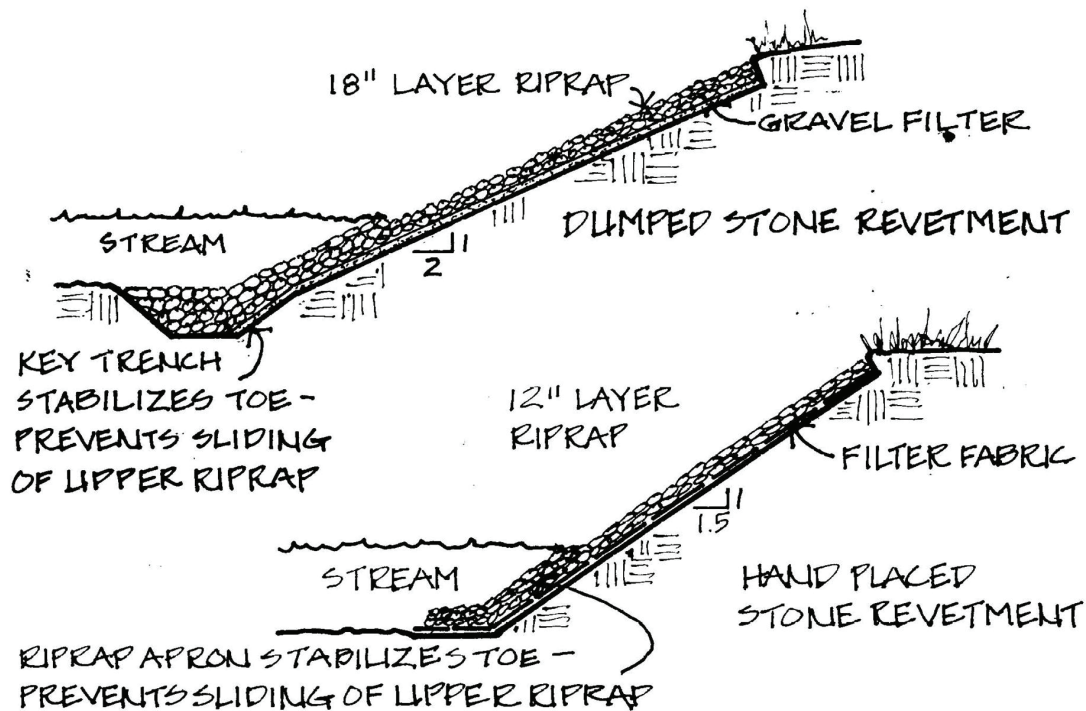 18" LAYER RIPRAP
GRAVEL FILTER
STREAM
DUMPED STONE REVETMENT
1
2
KEY TRENCH
STABILIZES TOE -
PREVENTS SLIDING
OF UPPER RIPRAP
12" LAYER
RIPRAP
FILTER FABRIC
1
1.5
STREAM
HAND PLACED
STONE REVETMENT
RIPRAP APRON STABILIZES TOE -
PREVENTS SLIDING OF UPPER RIPRAP